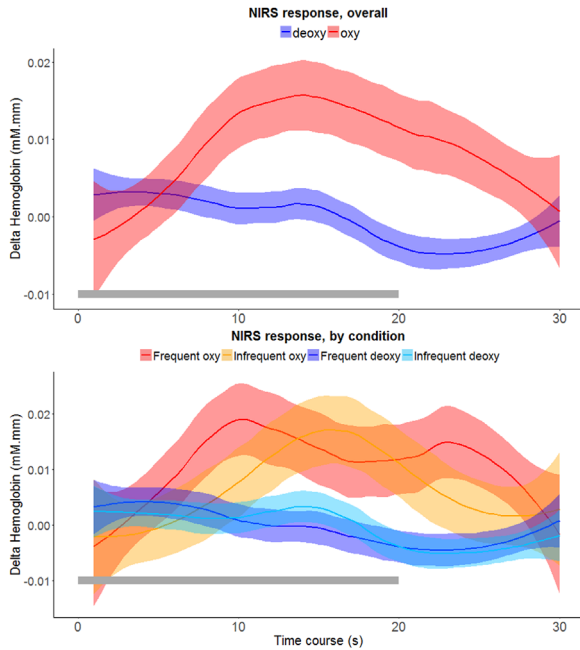 NIRS response, overall
deoxy oxy
Delta Hemoglobin (mM.mm)
0.02
0.01
0.00
-0.01
0 10 20 30
NIRS response, by condition
Frequent oxy Infrequent oxy Frequent deoxy Infrequent deoxy
Delta Hemoglobin (mM.mm)
0.02
0.01
0.00
-0.01
0 10 20 30
Time course (s)